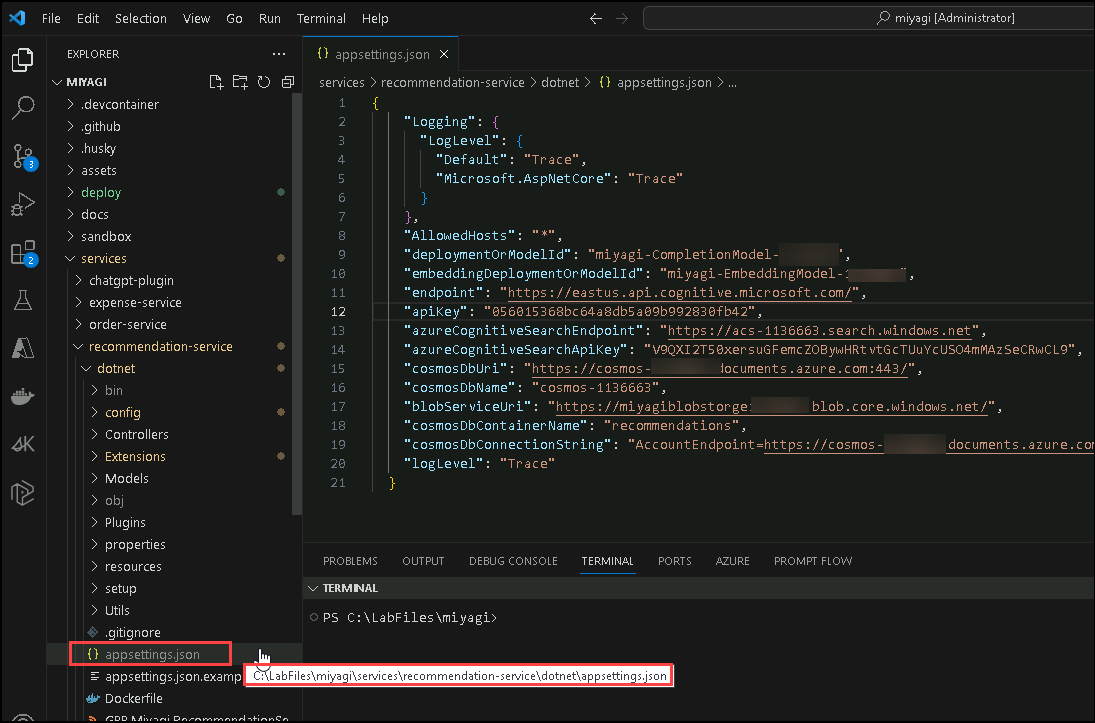 File Edit Selection View Go Run Terminal Help
miyagi [Administrator]
EXPLORER
MIYAGI
.devcontainer
.github
.husky
assets
deploy
docs
sandbox
services
chatgpt-plugin
expense-service
order-service
recommendation-service
dotnet
bin
config
Controllers
Extensions
Models
obj
Plugins
properties
resources
setup
Utils
.gitignore
{} appsettings.json
appsettings.json.examp
Dockerfile
GBB Miyagi RecommendationSe
C:\LabFiles\miyagi\services\recommendation-service\dotnet\appsettings.json
3
2
{} appsettings.json
services > recommendation-service > dotnet > {} appsettings.json > ...
1 {
2 "Logging": {
3 "LogLevel": {
4 "Default": "Trace",
5 "Microsoft.AspNetCore": "Trace"
6 }
7 },
8 "AllowedHosts": "*",
9 "deploymentOrModelId": "miyagi-CompletionModel- ",
10 "embeddingDeploymentOrModelId": "miyagi-EmbeddingModel- ",
11 "endpoint": "https://eastus.api.cognitive.microsoft.com/",
12 "apiKey": "056015368bc64a8db5a09b992830fb42",
13 "azureCognitiveSearchEndpoint": "https://acs-1136663.search.windows.net",
14 "azureCognitiveSearchApiKey": "V9QXI2T50xersuGFemcZOBywHRtvtGcTUuYcUSO4mMAzSeCRwCL9",
15 "cosmosDbUri": "https://cosmos- documents.azure.com:443/",
16 "cosmosDbName": "cosmos-1136663",
17 "blobServiceUri": "https://miyagiblobstorge blob.core.windows.net/",
18 "cosmosDbContainerName": "recommendations",
19 "cosmosDbConnectionString": "AccountEndpoint=https://cosmos- documents.azure.co
20 "logLevel": "Trace"
21 }
PROBLEMS OUTPUT DEBUG CONSOLE TERMINAL PORTS AZURE PROMPT FLOW
TERMINAL
PS C:\LabFiles\miyagi>